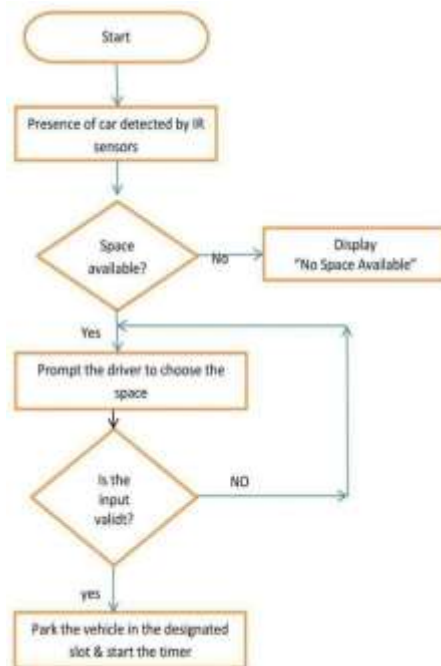 Start
Presence of car detected by IR
sensors
Space
available?
No
Display
"No Space Available"
Yes
Prompt the driver to choose the
space
Is the
input
validt?
NO
yes
Park the vehicle in the designated
slot & start the timer